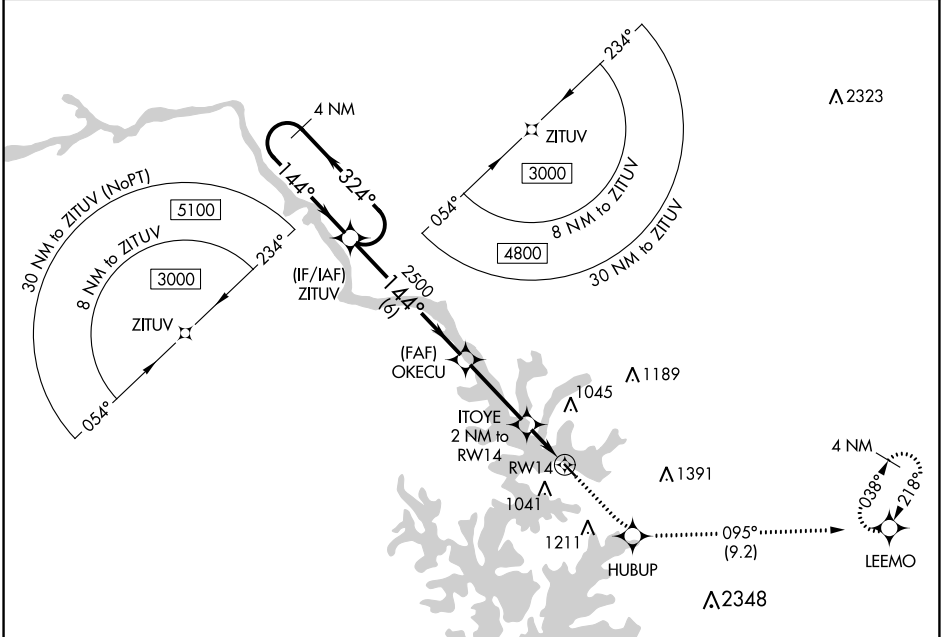 4 NM
144°
324°
(IF/IAF)
ZITUV
2500
144°
(6)
(FAF)
OKECU
ITOYE
2 NM to
RW14
RW14
HUBUP
095°
(9.2)
LEEMO
4 NM
038°
218°
30 NM to ZITUV (NoPT)
5100
8 NM to ZITUV
3000
234°
ZITUV
054°
234°
ZITUV
3000
054°
8 NM to ZITUV
4800
30 NM to ZITUV
2323
1189
1045
1391
1041
1211
2348